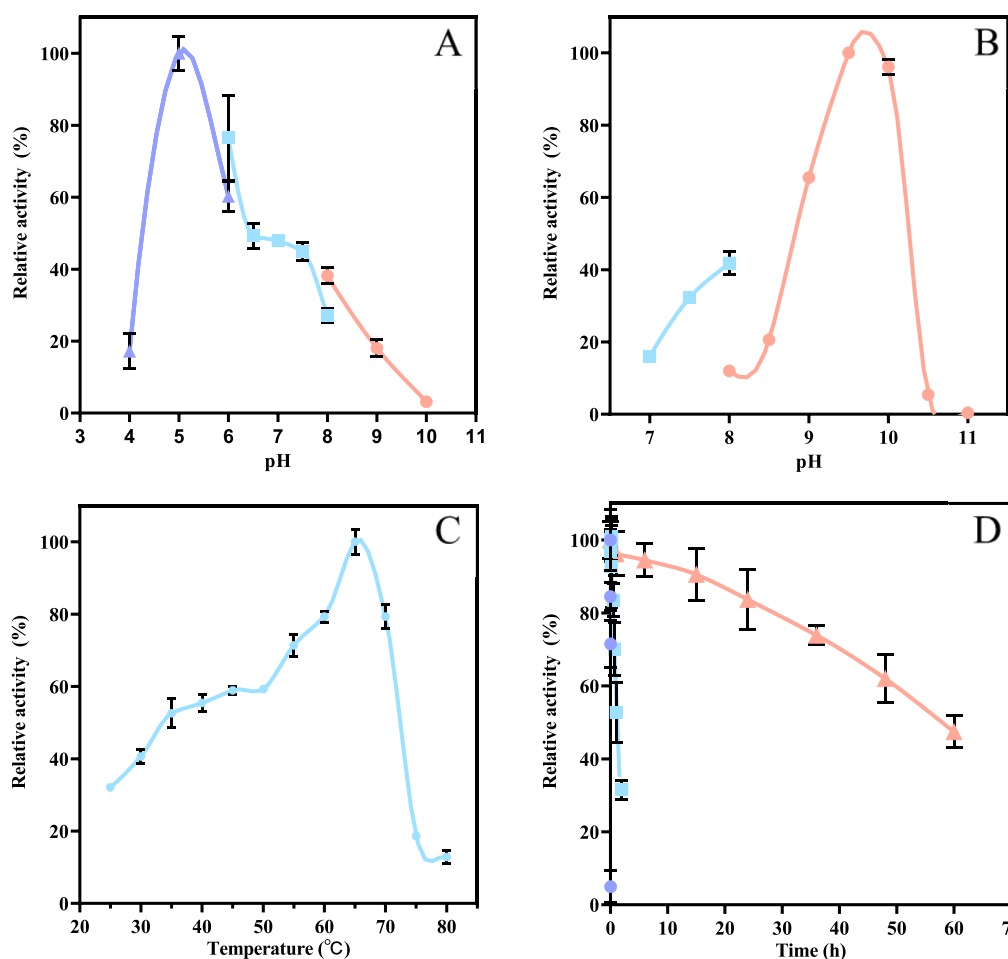 A
Relative activity (%)
100
80
60
40
20
0
3 4 5 6 7 8 9 10 11
pH
B
Relative activity (%)
100
80
60
40
20
0
7 8 9 10 11
pH
C
Relative activity (%)
100
80
60
40
20
0
20 30 40 50 60 70 80
Temperature (℃)
D
Relative activity (%)
100
80
60
40
20
0
0 10 20 30 40 50 60
Time (h)